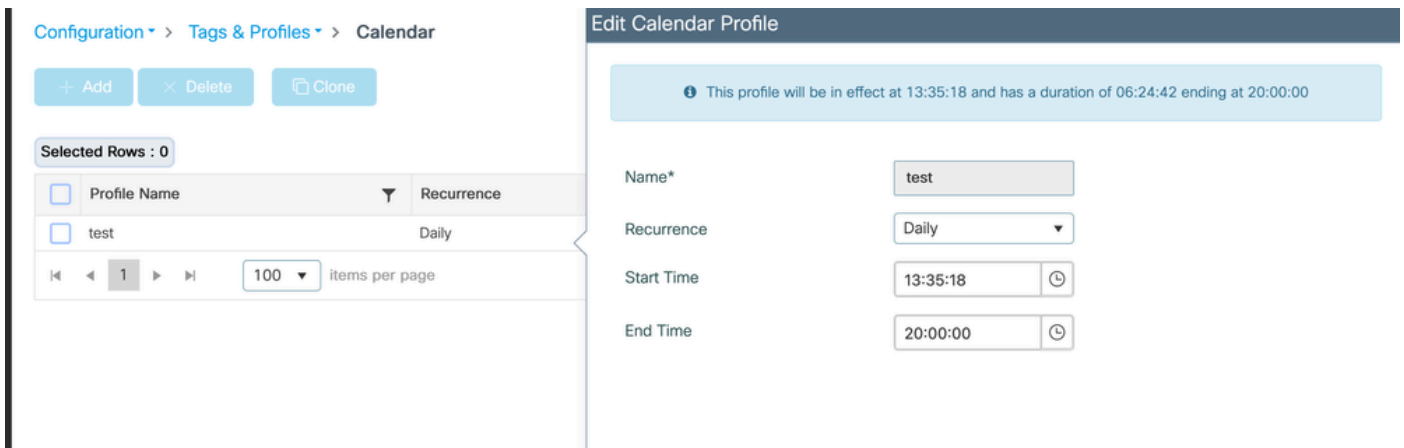 Configuration > Tags & Profiles > Calendar
+ Add × Delete Clone
Selected Rows : 0
Profile Name Recurrence
test Daily
1 100 items per page
Edit Calendar Profile
This profile will be in effect at 13:35:18 and has a duration of 06:24:42 ending at 20:00:00
Name* test
Recurrence Daily
Start Time 13:35:18
End Time 20:00:00